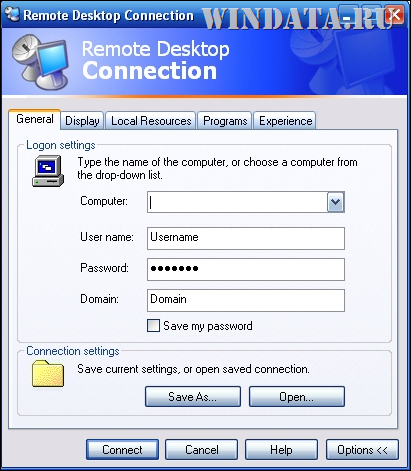 Remote Desktop Connection
WINDATA.RU
Remote Desktop
Connection
General Display Local Resources Programs Experience
Logon settings
Type the name of the computer, or choose a computer from
the drop-down list.
Computer:
User name: Username
Password: •••••••
Domain: Domain
Save my password
Connection settings
Save current settings, or open saved connection.
Save As... Open...
Connect Cancel Help Options <<